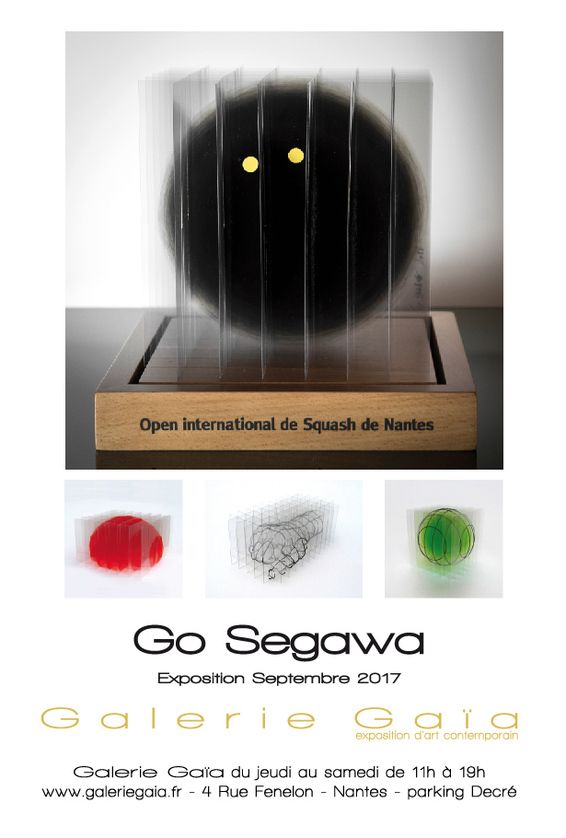 Open international de Squash de Nantes
Go Segawa
Exposition Septembre 2017
Galerie Gaïa
exposition d'art contemporain
Galerie Gaïa du jeudi au samedi de 11h à 19h
www.galeriegaia.fr - 4 Rue Fenelon - Nantes - parking Decré